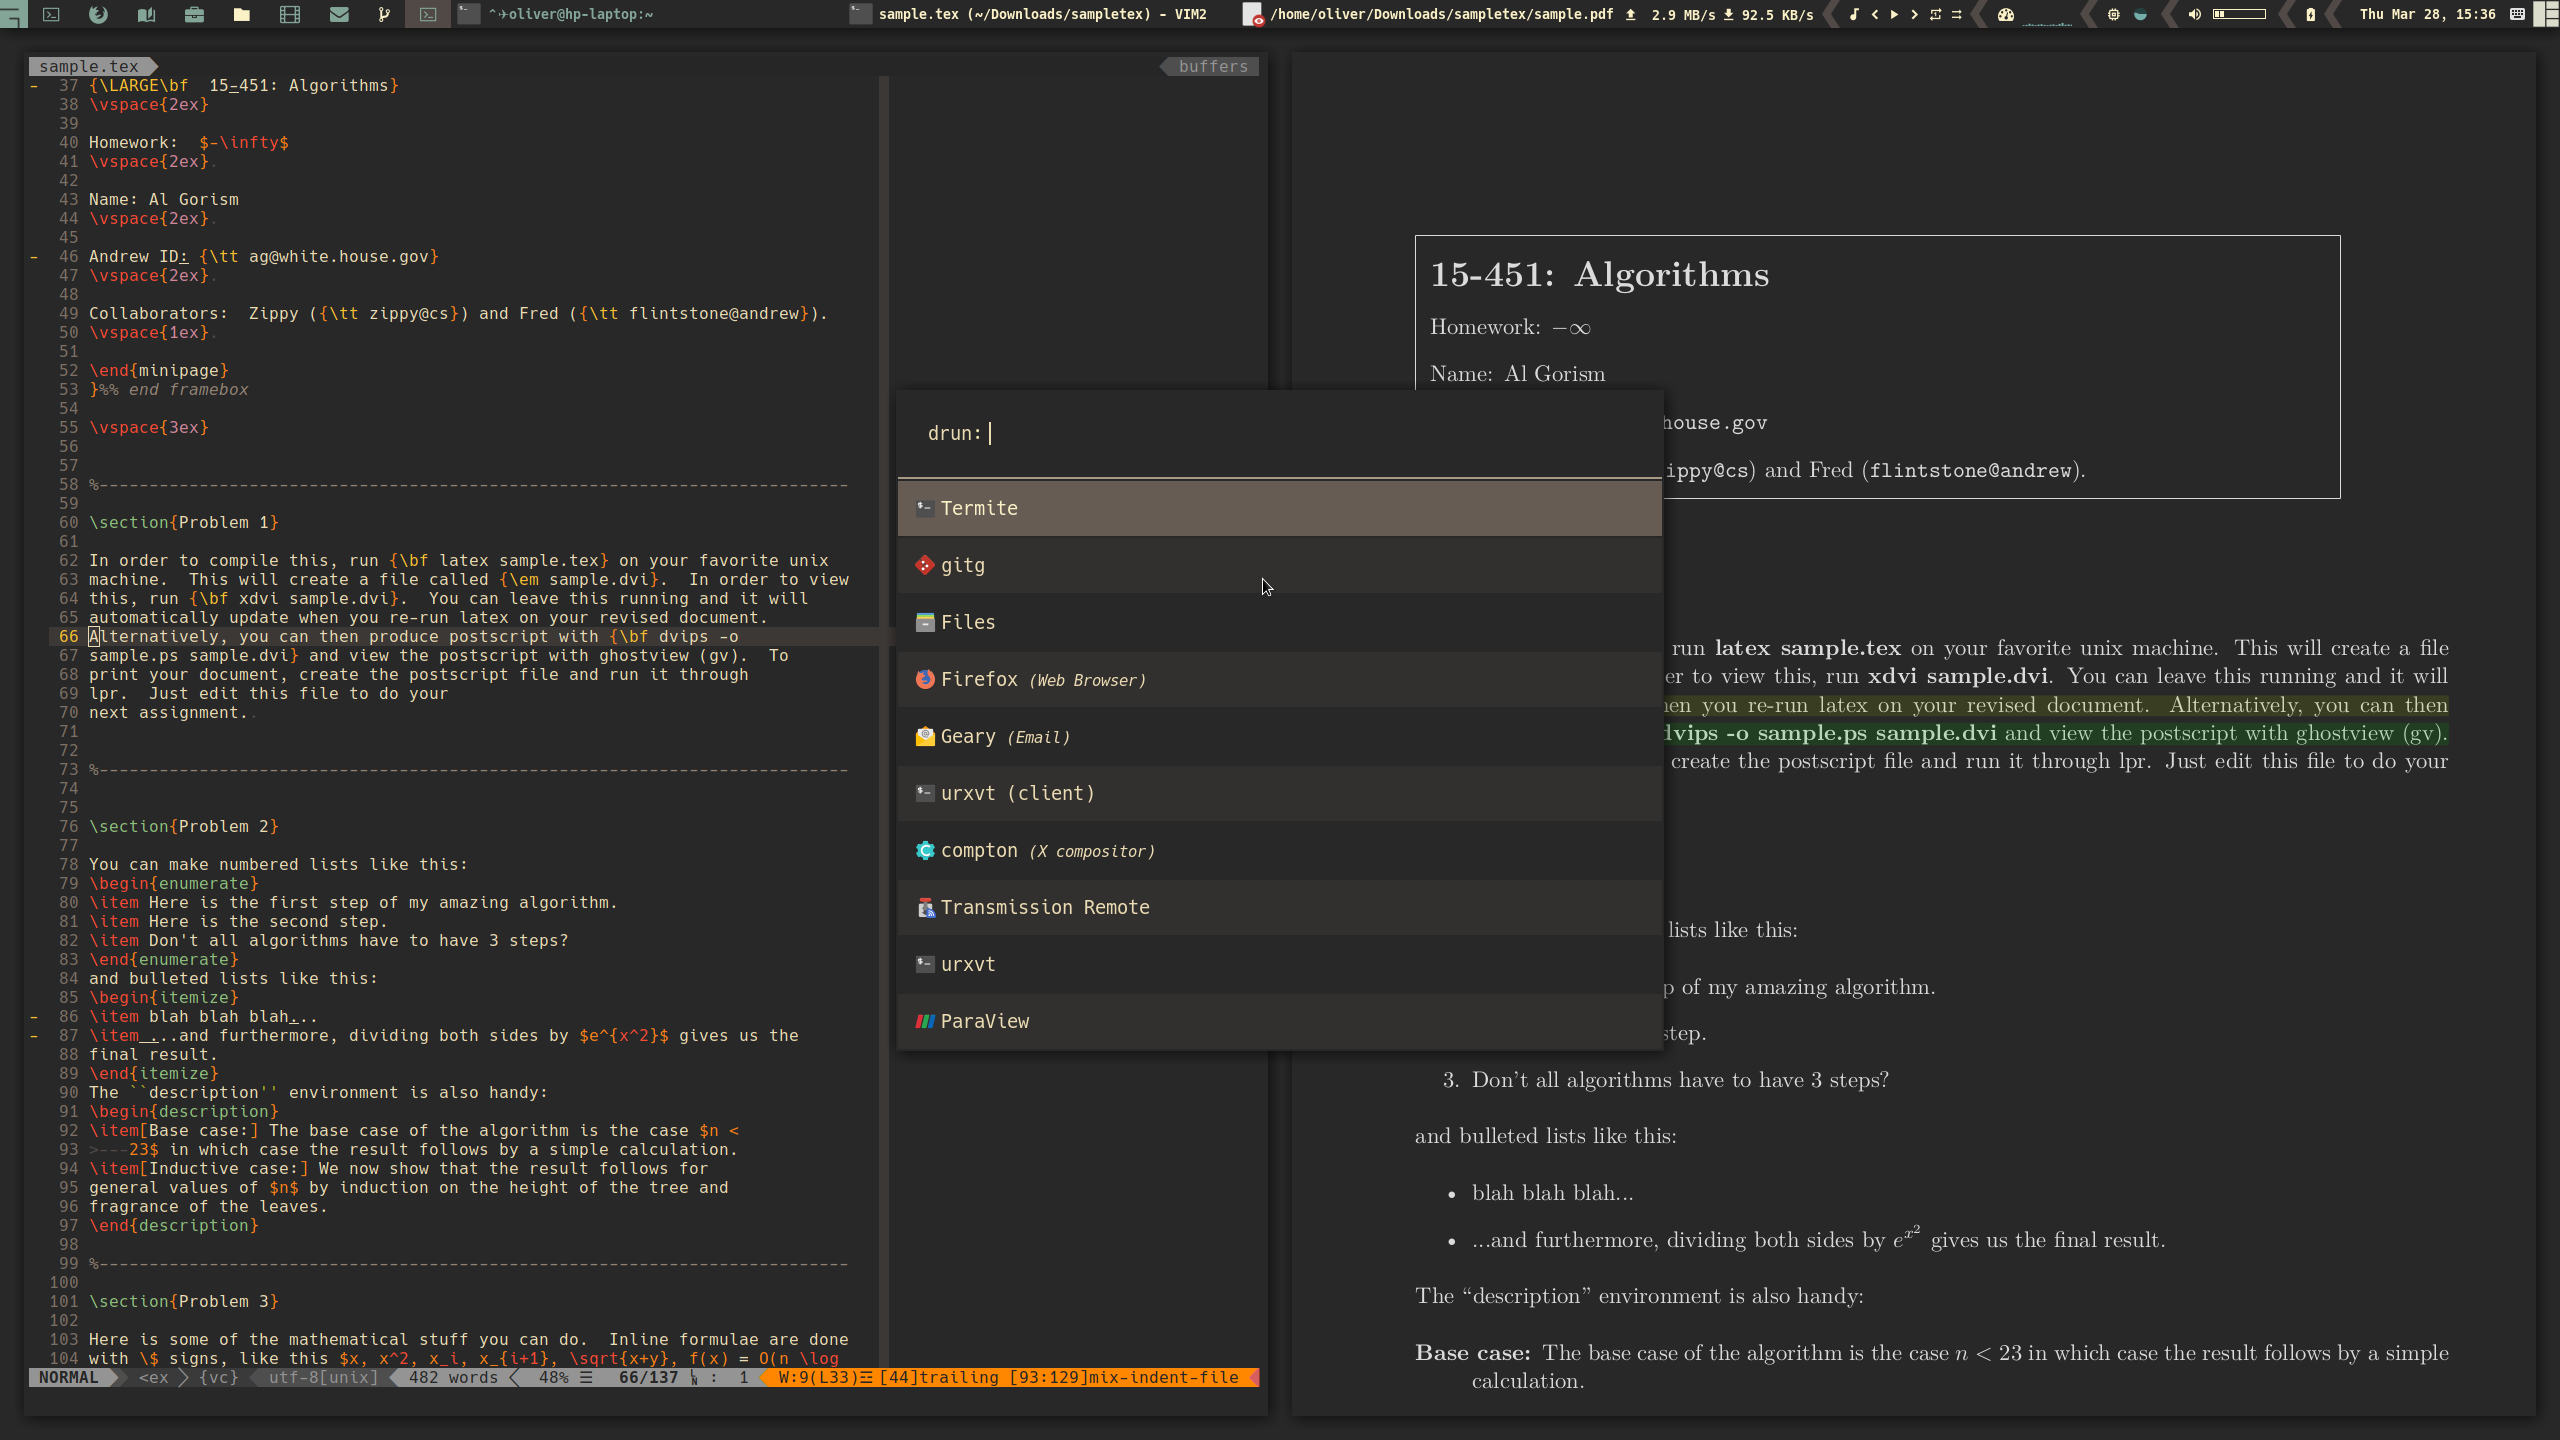 ^✈oliver@hp-laptop:~
sample.tex (~/Downloads/sampletex) - VIM2
/home/oliver/Downloads/sampletex/sample.pdf
2.9 MB/s 92.5 KB/s
Thu Mar 28, 15:36
sample.tex
buffers
37 {\LARGE\bf  15-451: Algorithms}
38 \vspace{2ex}
39
40 Homework:  $-\infty$
41 \vspace{2ex}.
42
43 Name: Al Gorism
44 \vspace{2ex}.
45
46 Andrew ID: {\tt ag@white.house.gov}
47 \vspace{2ex}.
48
49 Collaborators:  Zippy ({\tt zippy@cs}) and Fred ({\tt flintstone@andrew}).
50 \vspace{1ex}.
51
52 \end{minipage}
53 }%% end framebox
54
55 \vspace{3ex}
56
57
58 %---------------------------------------------------------------------------
59
60 \section{Problem 1}
61
62 In order to compile this, run {\bf latex sample.tex} on your favorite unix
63 machine.  This will create a file called {\em sample.dvi}.  In order to view
64 this, run {\bf xdvi sample.dvi}.  You can leave this running and it will
65 automatically update when you re-run latex on your revised document.
66 Alternatively, you can then produce postscript with {\bf dvips -o
67 sample.ps sample.dvi} and view the postscript with ghostview (gv).  To
68 print your document, create the postscript file and run it through
69 lpr.  Just edit this file to do your
70 next assignment..
71
72
73 %---------------------------------------------------------------------------
74
75
76 \section{Problem 2}
77
78 You can make numbered lists like this:
79 \begin{enumerate}
80 \item Here is the first step of my amazing algorithm.
81 \item Here is the second step.
82 \item Don't all algorithms have to have 3 steps?
83 \end{enumerate}
84 and bulleted lists like this:
85 \begin{itemize}
86 \item blah blah blah...
87 \item ...and furthermore, dividing both sides by $e^{x^2}$ gives us the
88 final result.
89 \end{itemize}
90 The ``description'' environment is also handy:
91 \begin{description}
92 \item[Base case:] The base case of the algorithm is the case $n <
93 >---23$ in which case the result follows by a simple calculation.
94 \item[Inductive case:] We now show that the result follows for
95 general values of $n$ by induction on the height of the tree and
96 fragrance of the leaves.
97 \end{description}
98
99 %---------------------------------------------------------------------------
100
101 \section{Problem 3}
102
103 Here is some of the mathematical stuff you can do.  Inline formulae are done
104 with \$ signs, like this $x, x^2, x_i, x_{i+1}, \sqrt{x+y}, f(x) = O(n \log
NORMAL <ex {vc} utf-8[unix] 482 words 48% ☰ 66/137 : 1 W:9(L33)☲ [44]trailing [93:129]mix-indent-file
drun:
Termite
gitg
Files
Firefox (Web Browser)
Geary (Email)
urxvt (client)
compton (X compositor)
Transmission Remote
urxvt
ParaView
15-451: Algorithms
Homework: −∞
Name: Al Gorism
house.gov
ippy@cs) and Fred (flintstone@andrew).
run latex sample.tex on your favorite unix machine. This will create a file
er to view this, run xdvi sample.dvi. You can leave this running and it will
en you re-run latex on your revised document. Alternatively, you can then
dvips -o sample.ps sample.dvi and view the postscript with ghostview (gv).
create the postscript file and run it through lpr. Just edit this file to do your
lists like this:
p of my amazing algorithm.
step.
3. Don't all algorithms have to have 3 steps?
and bulleted lists like this:
• blah blah blah...
• ...and furthermore, dividing both sides by e^{x^2} gives us the final result.
The “description” environment is also handy:
Base case: The base case of the algorithm is the case n < 23 in which case the result follows by a simple
calculation.